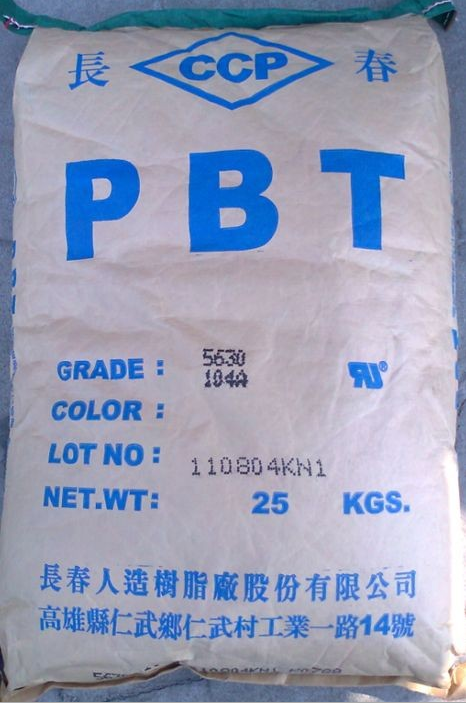 長 CCP 春
PBT
GRADE : 5630
104A
COLOR :
LOT NO : 110804KN1
NET.WT: 25 KGS.
長春人造樹脂廠股份有限公司
高雄縣仁武鄉仁武村工業一路14號
110804KN1